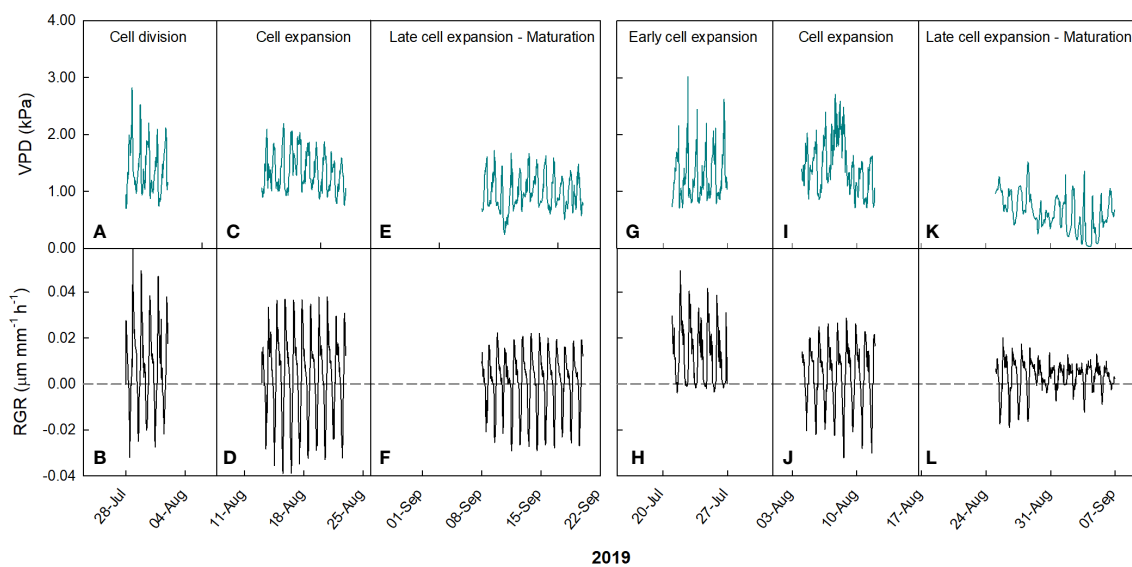 4.00
3.00
2.00
1.00
0.00
VPD (kPa)
Cell division
Cell expansion
Late cell expansion - Maturation
Early cell expansion
Cell expansion
Late cell expansion - Maturation
A
C
E
G
I
K
0.04
0.02
0.00
-0.02
-0.04
RGR (μm mm⁻¹ h⁻¹)
B
D
F
H
J
L
28-Jul
04-Aug
11-Aug
18-Aug
25-Aug
01-Sep
08-Sep
15-Sep
22-Sep
20-Jul
27-Jul
03-Aug
10-Aug
17-Aug
24-Aug
31-Aug
07-Sep
2019